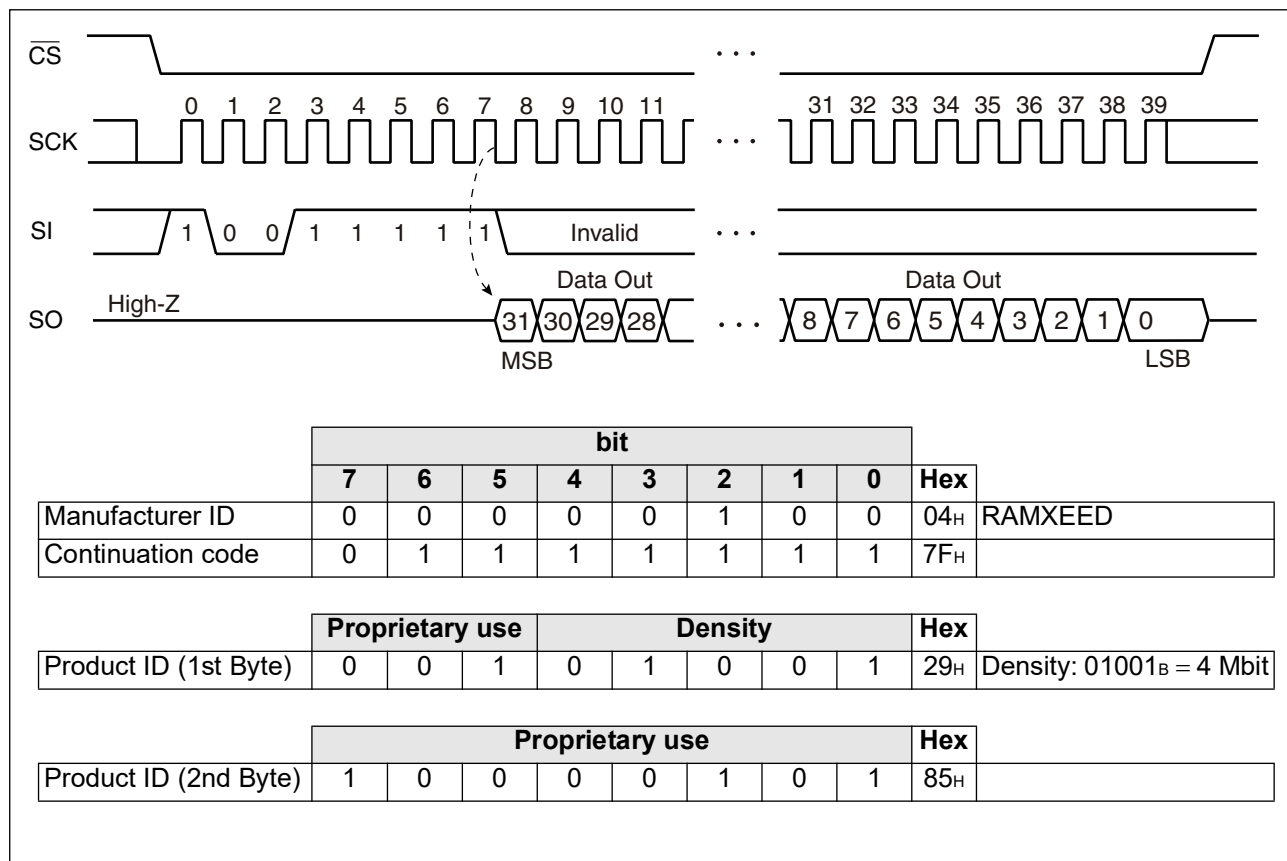 CS
0 1 2 3 4 5 6 7 8 9 10 11 31 32 33 34 35 36 37 38 39
SCK
SI 1 0 0 1 1 1 1 1 Invalid
Data Out Data Out
SO High-Z 31 30 29 28 8 7 6 5 4 3 2 1 0
MSB LSB
bit
7 6 5 4 3 2 1 0 Hex
Manufacturer ID 0 0 0 0 0 1 0 0 04H RAMXEED
Continuation code 0 1 1 1 1 1 1 1 7FH
Proprietary use Density Hex
Product ID (1st Byte) 0 0 1 0 1 0 0 1 29H Density: 01001B = 4 Mbit
Proprietary use Hex
Product ID (2nd Byte) 1 0 0 0 0 1 0 1 85H